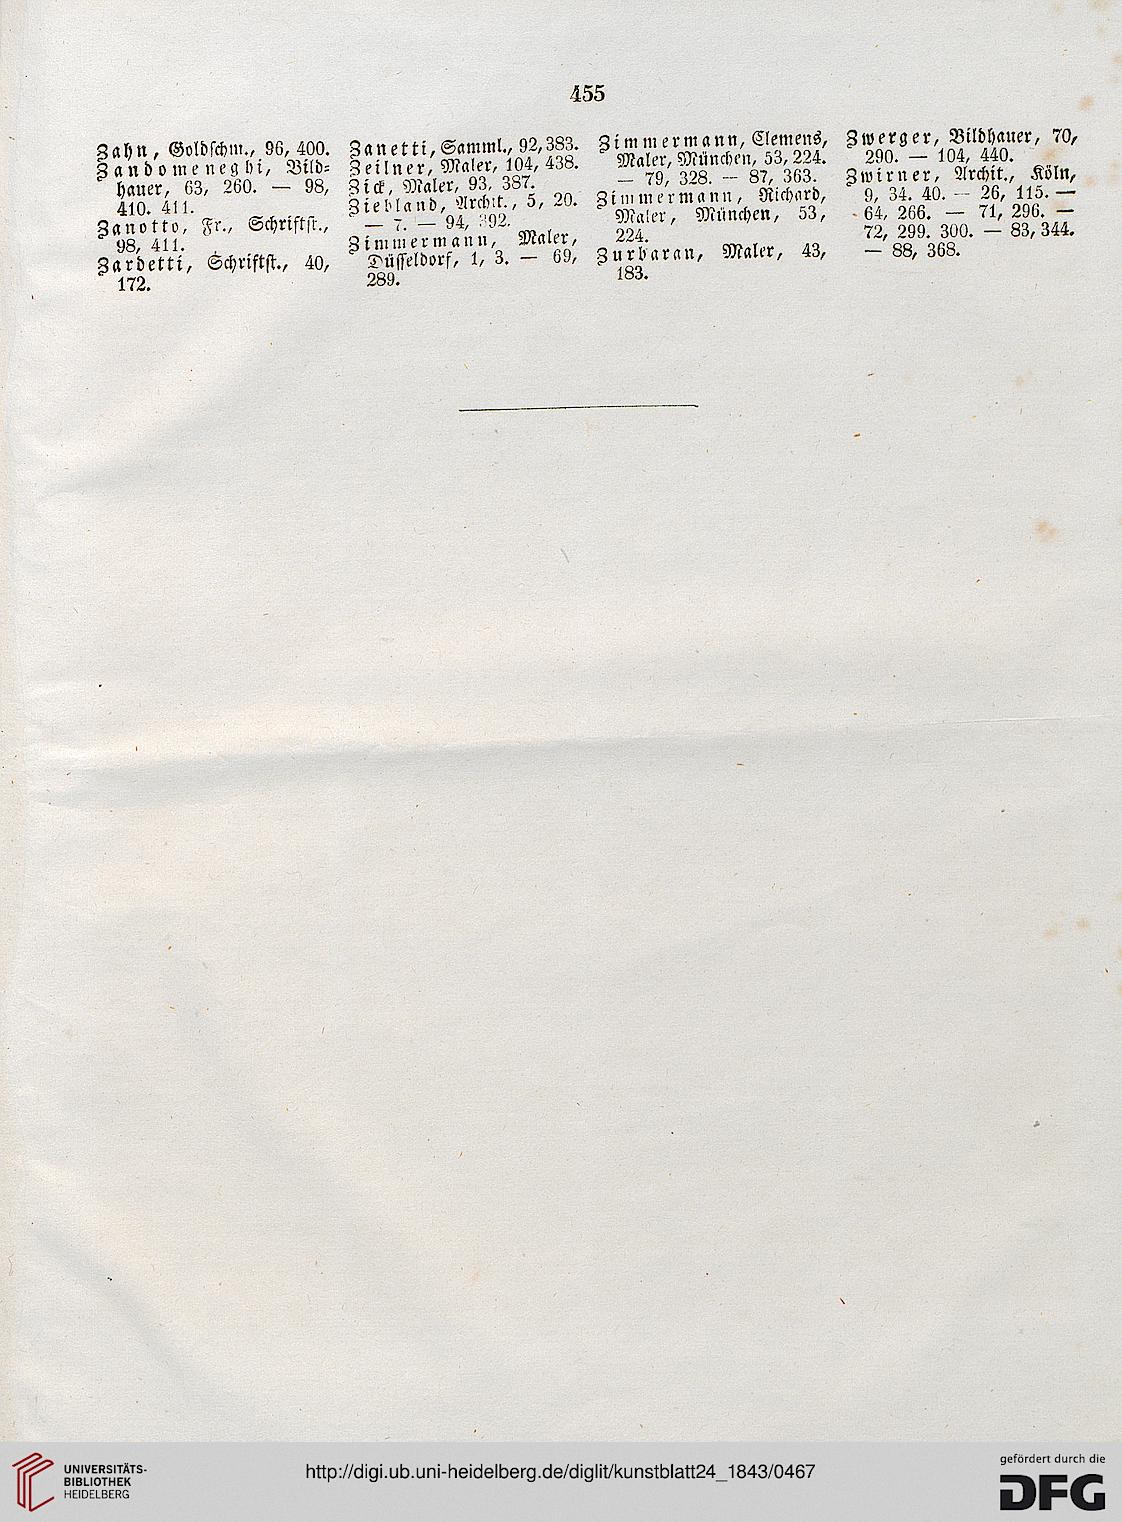 455
Zahn, Goldschm., 96, 400.
Zandomeneghi, Bild-
hauer, 63, 260. — 98,
410. 411.
Zanotto, Fr., Schriftst.,
98, 411.
Zardetti, Schriftst., 40,
172.
Zanetti, Samml., 92, 383.
Zeilner, Maler, 104, 438.
Zick, Maler, 93, 387.
Ziebland, Archit., 5, 20.
— 7. — 94, 392.
Zimmermann, Maler,
Düsseldorf, 1, 3. — 69,
289.
Zimmermann, Clemens,
Maler, München, 53, 224.
— 79, 328. — 87, 363.
Zimmermann, Richard,
Maler, München, 53,
224.
Zurbaran, Maler, 43,
183.
Zwerger, Bildhauer, 70,
290. — 104, 440.
Zwirner, Archit., Köln,
9, 34. 40. — 26, 115. —
64, 266. — 71, 296. —
72, 299. 300. — 83, 344.
— 88, 368.
UNIVERSITÄTS-
BIBLIOTHEK
HEIDELBERG
http://digi.ub.uni-heidelberg.de/diglit/kunstblatt24_1843/0467
gefördert durch die
DFG